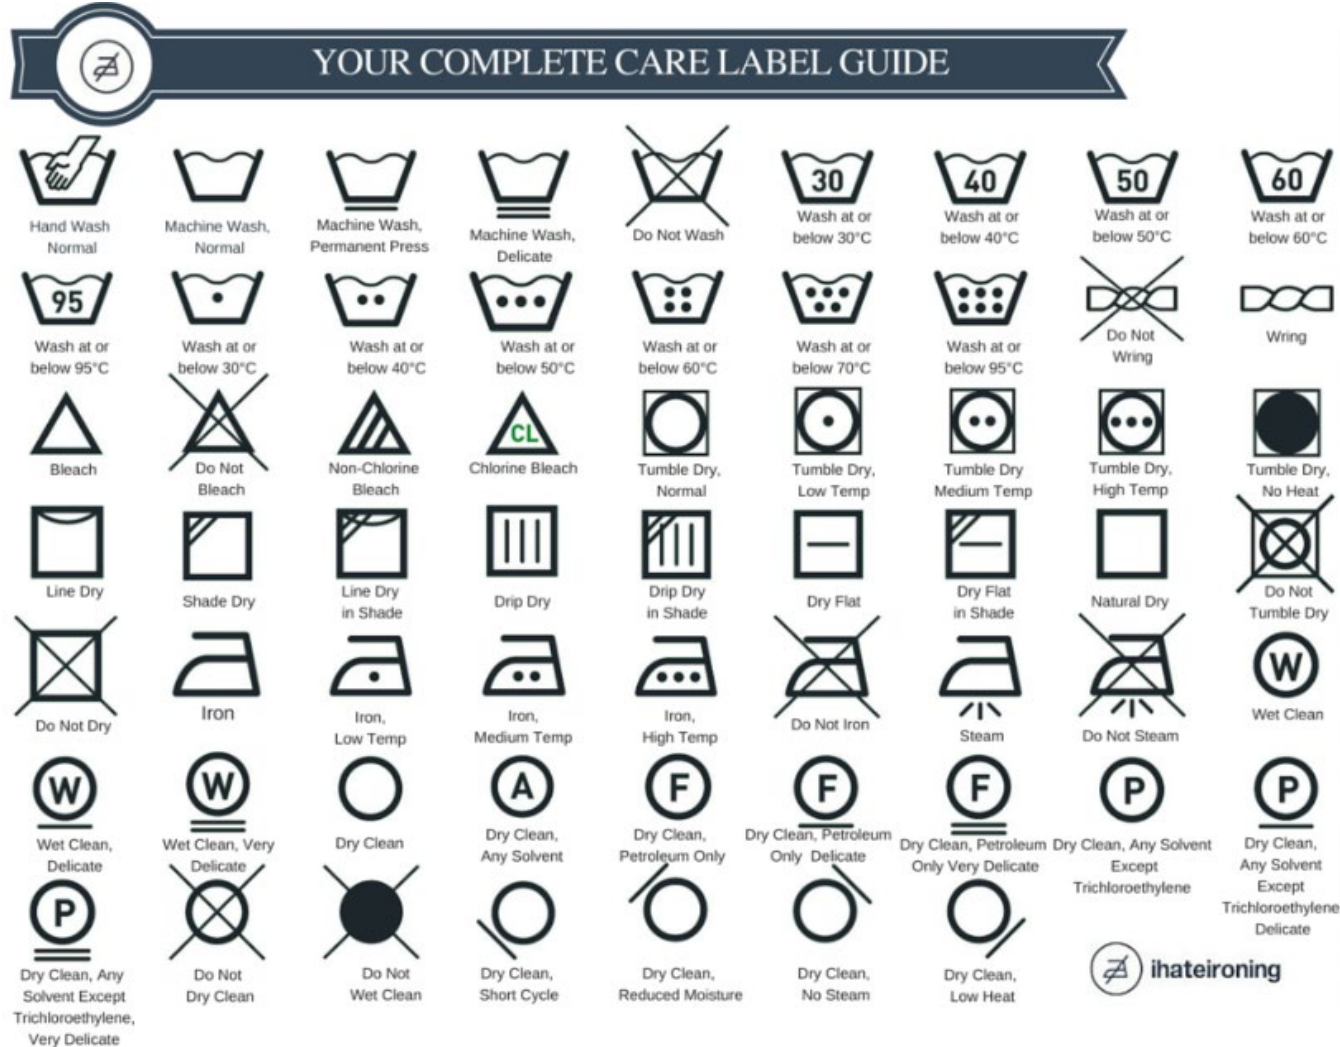 YOUR COMPLETE CARE LABEL GUIDE
30
40
50
60
Hand Wash
Normal
Machine Wash,
Normal
Machine Wash,
Permanent Press
Machine Wash,
Delicate
Do Not Wash
Wash at or
below 30°C
Wash at or
below 40°C
Wash at or
below 50°C
Wash at or
below 60°C
95
Wash at or
below 95°C
Wash at or
below 30°C
Wash at or
below 40°C
Wash at or
below 50°C
Wash at or
below 60°C
Wash at or
below 70°C
Wash at or
below 95°C
Do Not
Wring
Wring
CL
Bleach
Do Not
Bleach
Non-Chlorine
Bleach
Chlorine Bleach
Tumble Dry,
Normal
Tumble Dry,
Low Temp
Tumble Dry
Medium Temp
Tumble Dry,
High Temp
Tumble Dry,
No Heat
Line Dry
Shade Dry
Line Dry
in Shade
Drip Dry
Drip Dry
in Shade
Dry Flat
Dry Flat
in Shade
Natural Dry
Do Not
Tumble Dry
W
Do Not Dry
Iron
Iron,
Low Temp
Iron,
Medium Temp
Iron,
High Temp
Do Not Iron
Steam
Do Not Steam
Wet Clean
W
W
A
F
F
F
P
P
Wet Clean,
Delicate
Wet Clean, Very
Delicate
Dry Clean
Dry Clean,
Any Solvent
Dry Clean,
Petroleum Only
Dry Clean, Petroleum
Only Delicate
Dry Clean, Petroleum
Only Very Delicate
Dry Clean, Any Solvent
Except
Trichloroethylene
Dry Clean,
Any Solvent
Except
Trichloroethylene
Delicate
P
Dry Clean, Any
Solvent Except
Trichloroethylene,
Very Delicate
Do Not
Dry Clean
Do Not
Wet Clean
Dry Clean,
Short Cycle
Dry Clean,
Reduced Moisture
Dry Clean,
No Steam
Dry Clean,
Low Heat
ihateironing